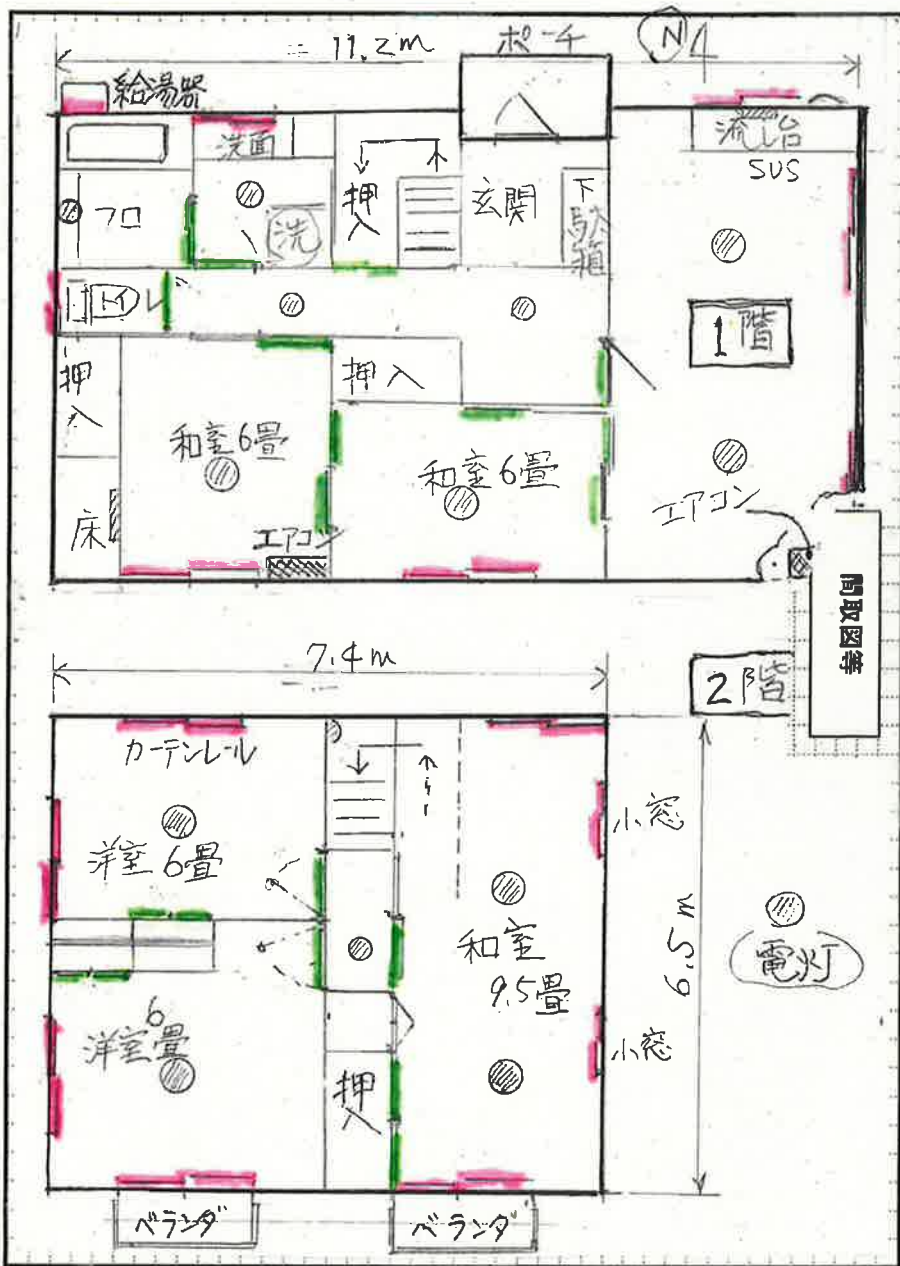 11.2m
ポーチ
N
給湯器
洗面
流し台
SUS
フロ
洗
押入
玄関
下駄箱
トイレ
1階
押入
押入
和室6畳
和室6畳
床
エアコン
エアコン
間取図等
7.4m
2階
カーテンレール
小窓
洋室6畳
和室
9.5畳
6.5m
電灯
6
洋室畳
小窓
押入
ベランダ
ベランダ